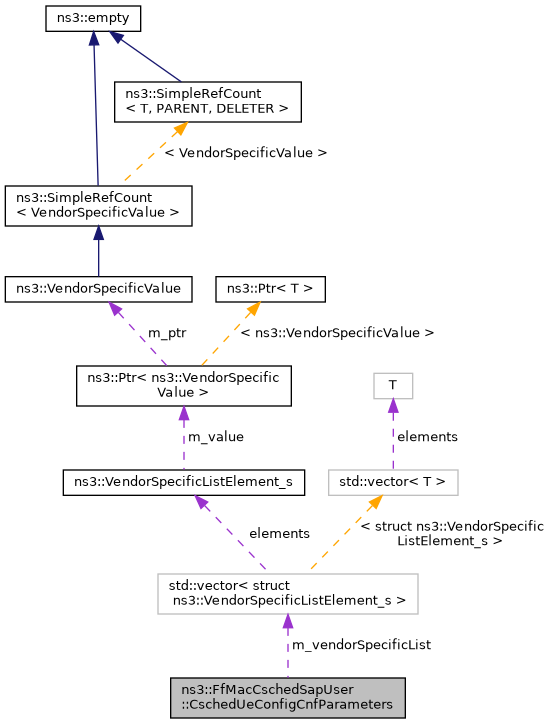 ns3::empty
ns3::SimpleRefCount
< T, PARENT, DELETER >
< VendorSpecificValue >
ns3::SimpleRefCount
< VendorSpecificValue >
ns3::VendorSpecificValue
ns3::Ptr< T >
m_ptr
< ns3::VendorSpecificValue >
ns3::Ptr< ns3::VendorSpecific
Value >
T
m_value
elements
ns3::VendorSpecificListElement_s
std::vector< T >
elements
< struct ns3::VendorSpecific
ListElement_s >
std::vector< struct
ns3::VendorSpecificListElement_s >
m_vendorSpecificList
ns3::FfMacCschedSapUser
::CschedUeConfigCnfParameters